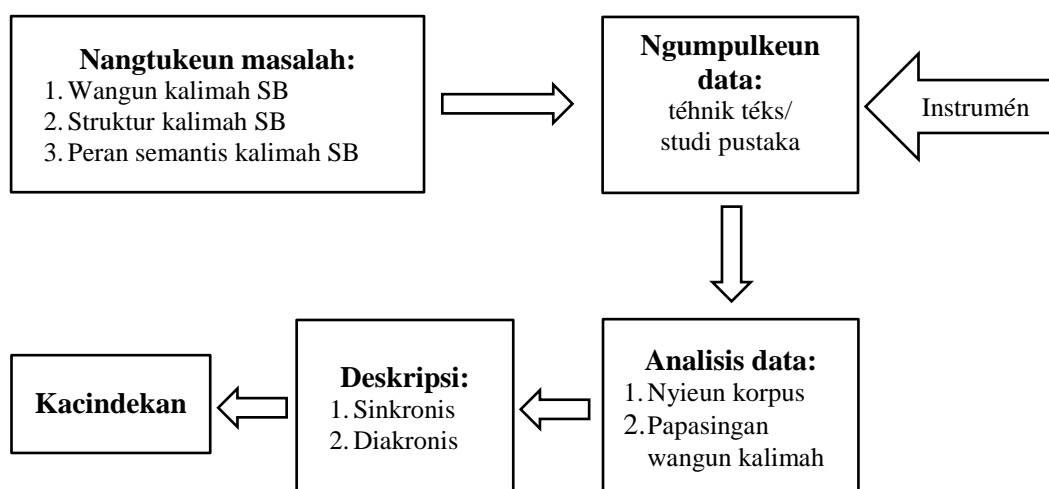 Nangtukeun masalah:
1. Wangun kalimah SB
2. Struktur kalimah SB
3. Peran semantis kalimah SB
Ngumpulkeun
data:
téhnik téks/
studi pustaka
Instrumén
Analisis data:
1. Nyieun korpus
2. Papasingan
wangun kalimah
Deskripsi:
1. Sinkronis
2. Diakronis
Kacindekan